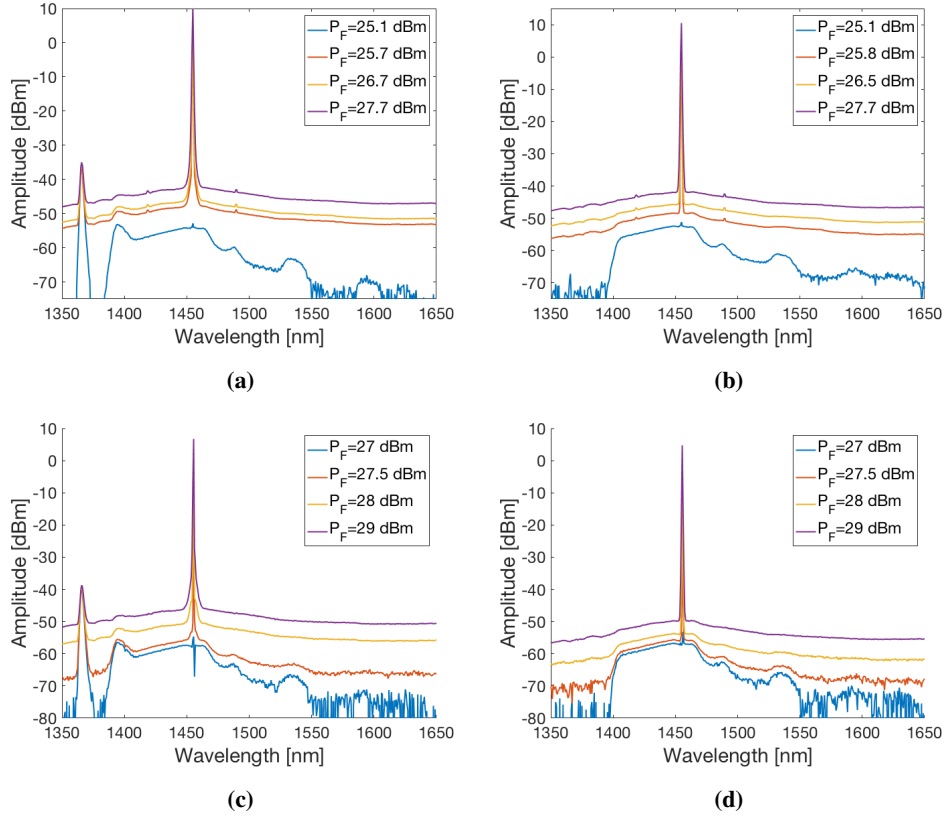 10
0
-10
-20
-30
-40
-50
-60
-70
Amplitude [dBm]
P_F=25.1 dBm
P_F=25.7 dBm
P_F=26.7 dBm
P_F=27.7 dBm
1350 1400 1450 1500 1550 1600 1650
Wavelength [nm]
(a)
10
0
-10
-20
-30
-40
-50
-60
-70
Amplitude [dBm]
P_F=25.1 dBm
P_F=25.8 dBm
P_F=26.5 dBm
P_F=27.7 dBm
1350 1400 1450 1500 1550 1600 1650
Wavelength [nm]
(b)
10
0
-10
-20
-30
-40
-50
-60
-70
-80
Amplitude [dBm]
P_F=27 dBm
P_F=27.5 dBm
P_F=28 dBm
P_F=29 dBm
1350 1400 1450 1500 1550 1600 1650
Wavelength [nm]
(c)
10
0
-10
-20
-30
-40
-50
-60
-70
-80
Amplitude [dBm]
P_F=27 dBm
P_F=27.5 dBm
P_F=28 dBm
P_F=29 dBm
1350 1400 1450 1500 1550 1600 1650
Wavelength [nm]
(d)